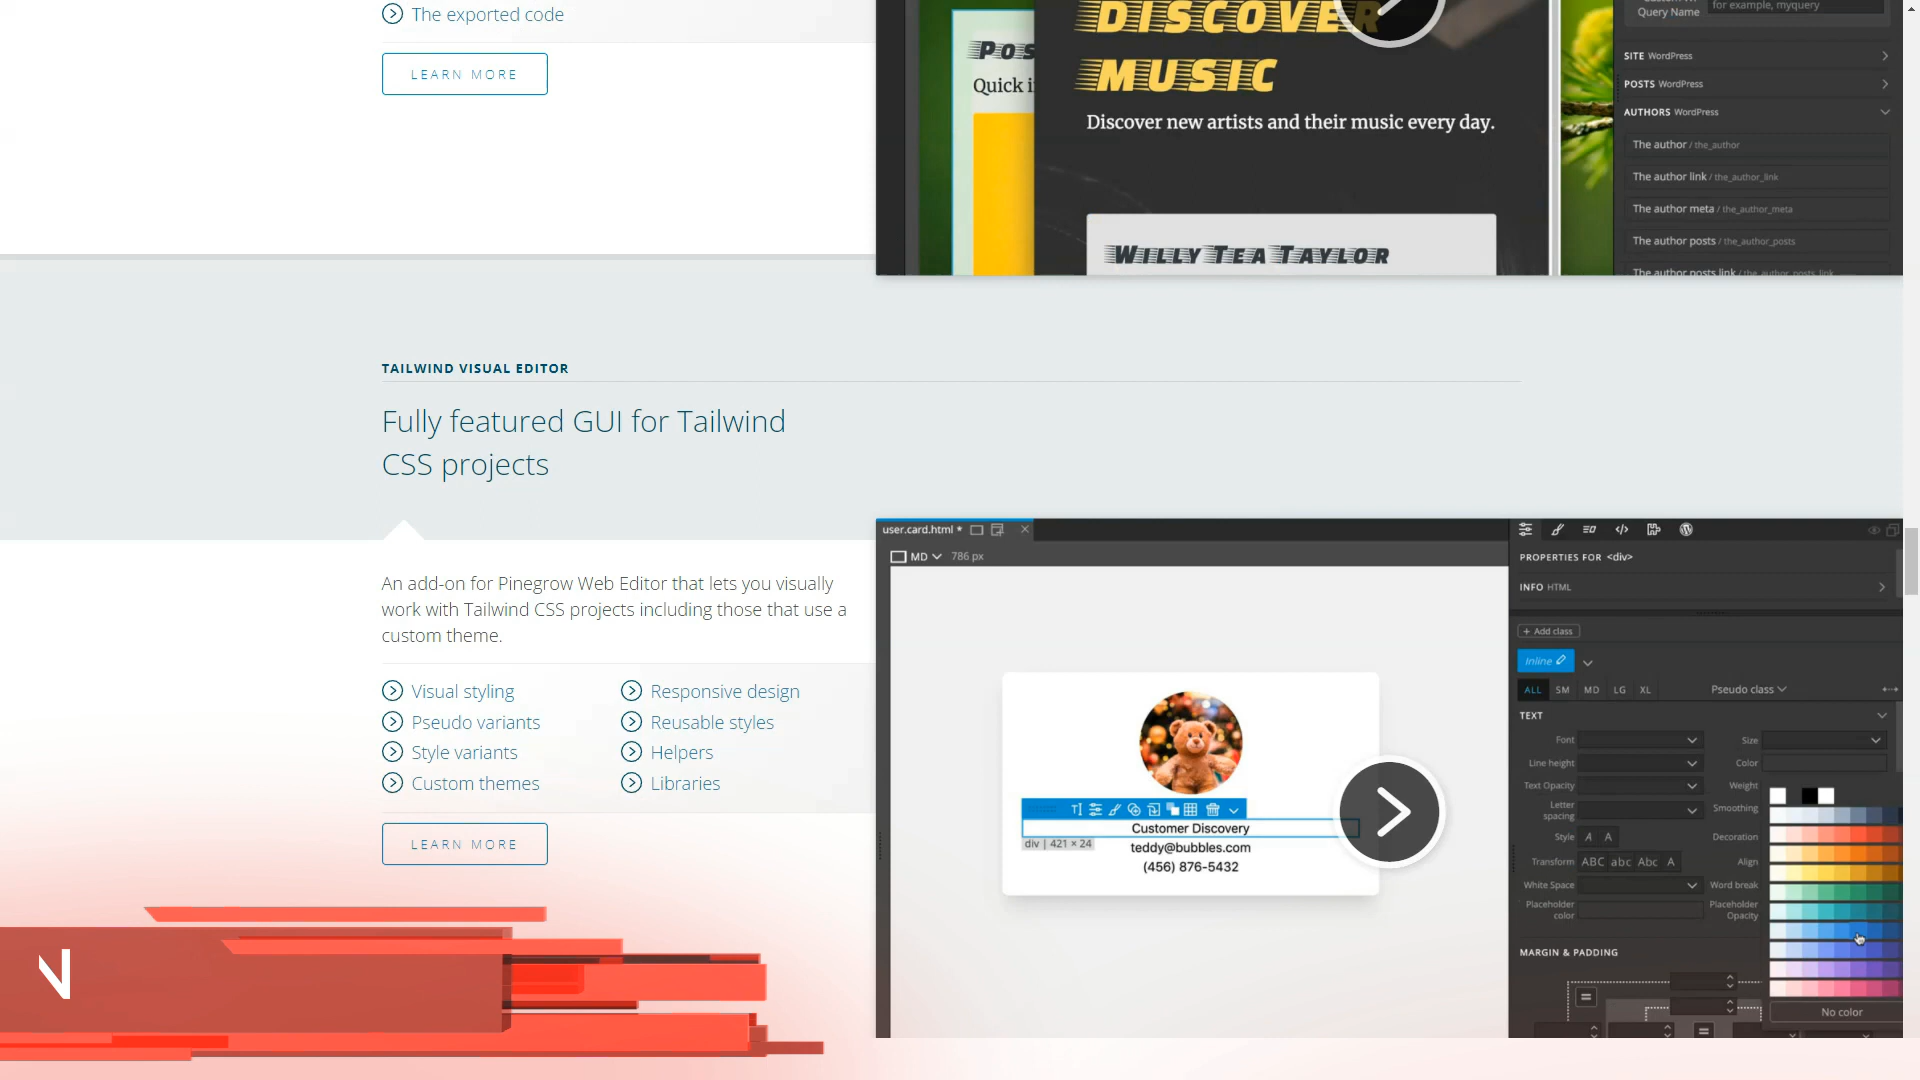 The exported code
LEARN MORE
DISCOVER
MUSIC
Discover new artists and their music every day.
WILLY TEA TAYLOR
Pos
Quick i
Query Name
for example, myquery
SITE WordPress
POSTS WordPress
AUTHORS WordPress
The author / the_author
The author link / the_author_link
The author meta / the_author_meta
The author posts / the_author_posts
The author posts link / the_author_posts_link
TAILWIND VISUAL EDITOR
Fully featured GUI for Tailwind
CSS projects
An add-on for Pinegrow Web Editor that lets you visually
work with Tailwind CSS projects including those that use a
custom theme.
Visual styling
Responsive design
Pseudo variants
Reusable styles
Style variants
Helpers
Custom themes
Libraries
LEARN MORE
N
user.card.html *
MD
786 px
Customer Discovery
div | 421 × 24
teddy@bubbles.com
(456) 876-5432
PROPERTIES FOR <div>
INFO HTML
+ Add class
Inline
ALL SM MD LG XL
Pseudo class
TEXT
Font
Size
Line height
Color
Text Opacity
Weight
Letter
spacing
Smoothing
Style A A
Decoration
Transform ABC abc Abc A
Align
White Space
Word break
Placeholder
color
Placeholder
Opacity
MARGIN & PADDING
No color